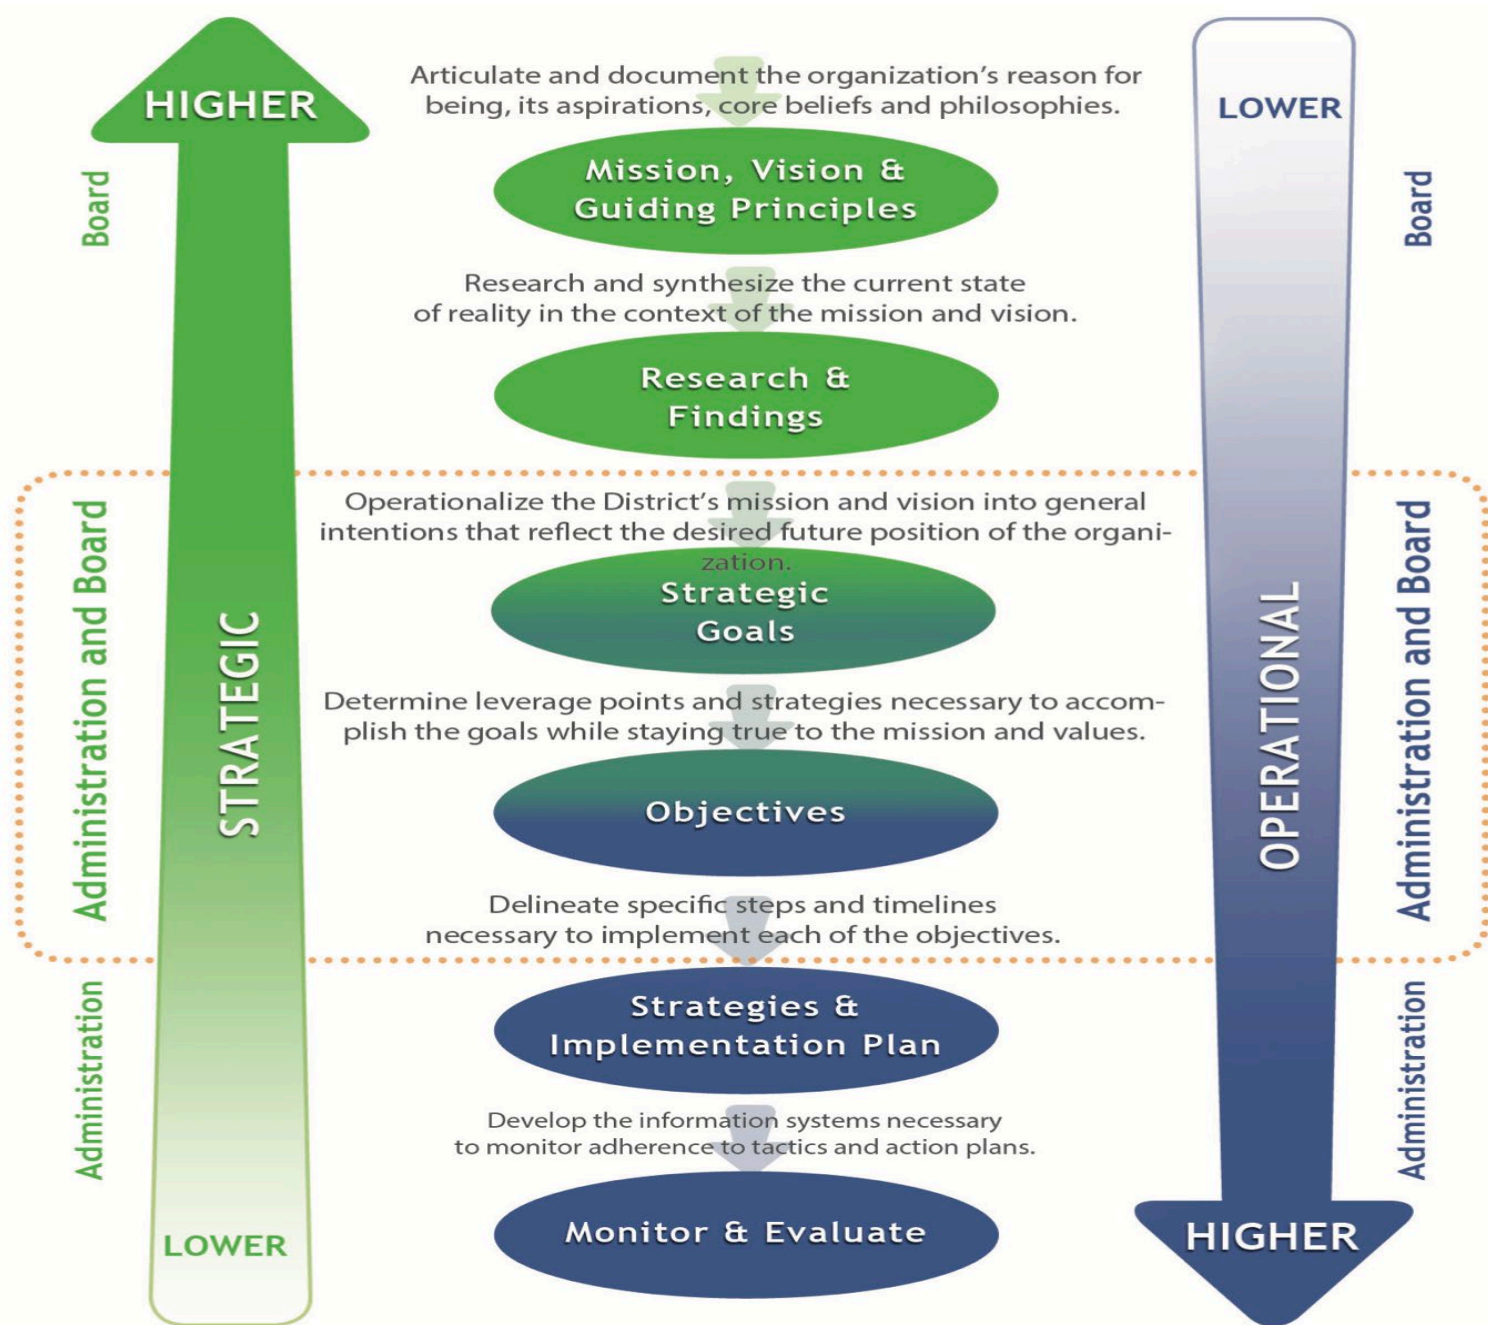 HIGHER
LOWER
Articulate and document the organization’s reason for
being, its aspirations, core beliefs and philosophies.
Mission, Vision &
Guiding Principles
Board
Board
Research and synthesize the current state
of reality in the context of the mission and vision.
Research &
Findings
Operationalize the District’s mission and vision into general
intentions that reflect the desired future position of the organi-
zation.
Strategic
Goals
Administration and Board
STRATEGIC
OPERATIONAL
Administration and Board
Determine leverage points and strategies necessary to accom-
plish the goals while staying true to the mission and values.
Objectives
Delineate specific steps and timelines
necessary to implement each of the objectives.
Strategies &
Implementation Plan
Administration
Administration
Develop the information systems necessary
to monitor adherence to tactics and action plans.
Monitor & Evaluate
LOWER
HIGHER